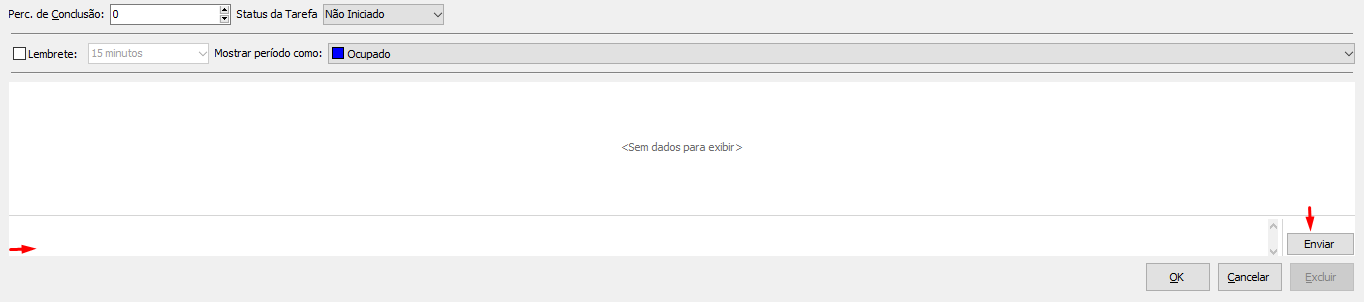 Perc. de Conclusão: 0 Status da Tarefa Não Iniciado
Lembrete: 15 minutos Mostrar período como: Ocupado
<Sem dados para exibir>
Enviar
OK Cancelar Excluir